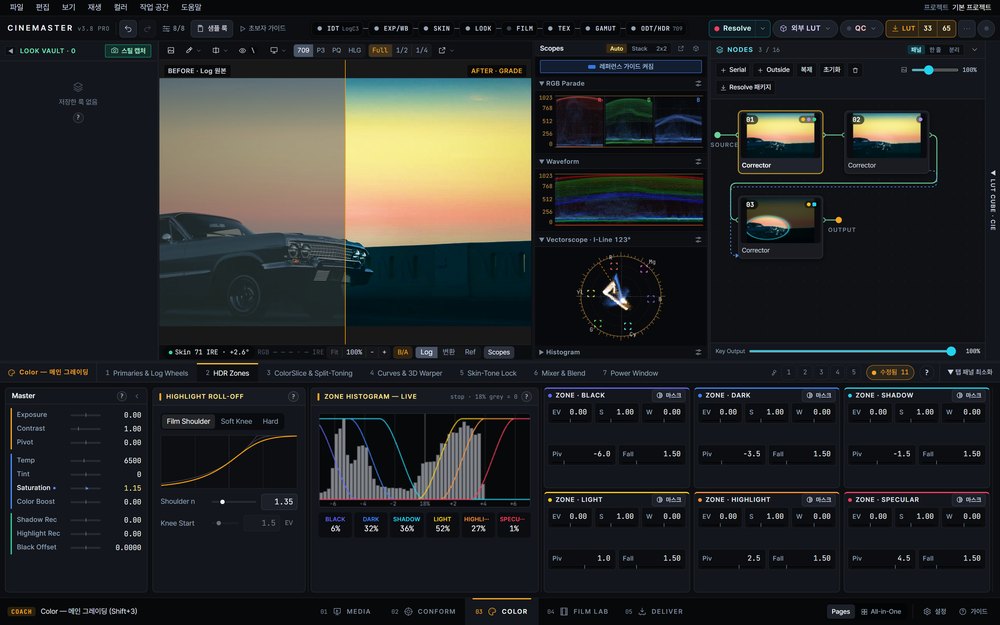 파일 편집 보기 재생 컬러 작업 공간 도움말 프로젝트 기본 프로젝트
CINEMASTER v3.8 PRO 8/8 샘플 룩 초보자 가이드 IDT LogC3 EXP/WB SKIN LOOK FILM TEX GAMUT ODT/HDR 709 Resolve 외부 LUT QC LUT 33 65
LOOK VAULT · 0 스틸 캡처
저장한 룩 없음
?
709 P3 PQ HLG Full 1/2 1/4
BEFORE · Log 원본 AFTER · GRADE
Skin 71 IRE · +2.6° RGB — — — IRE Fit 100% - + B/A Log 변환 Ref Scopes
Scopes Auto Stack 2x2
레퍼런스 가이드 켜짐
RGB Parade
1023
768
512
256
0
R G B
Waveform
1023
768
512
256
0
Vectorscope · I-Line 123°
R Mg B Cy G Yl
Histogram
NODES 3 / 16 패널 한 줄 분리
+ Serial + Outside 복제 초기화 100%
Resolve 패키지
SOURCE
01
Corrector
02
Corrector
03
Corrector
OUTPUT
Key Output 100%
LUT CUBE · CIE
Color — 메인 그레이딩 1 Primaries & Log Wheels 2 HDR Zones 3 ColorSlice & Split-Toning 4 Curves & 3D Warper 5 Skin-Tone Lock 6 Mixer & Blend 7 Power Window 1 2 3 4 5 수정됨 11 ? 탭 패널 최소화
Master ?
Exposure 0.00
Contrast 1.00
Pivot 0.00
Temp 6500
Tint 0
Saturation 1.15
Color Boost 0.00
Shadow Rec 0.00
Highlight Rec 0.00
Black Offset 0.0000
HIGHLIGHT ROLL-OFF ?
Film Shoulder Soft Knee Hard
Shoulder n 1.35
Knee Start 1.5 EV
ZONE HISTOGRAM — LIVE stop · 18% grey = 0 ?
-6 -4 -2 18% +2 +4 +6
BLACK DARK SHADOW LIGHT HIGHLI… SPECU…
6% 32% 36% 52% 27% 1%
ZONE · BLACK 마스크
EV 0.00 S 1.00 W 0.00
Piv -6.0 Fall 1.50
ZONE · DARK 마스크
EV 0.00 S 1.00 W 0.00
Piv -3.5 Fall 1.50
ZONE · SHADOW 마스크
EV 0.00 S 1.00 W 0.00
Piv -1.5 Fall 1.50
ZONE · LIGHT 마스크
EV 0.00 S 1.00 W 0.00
Piv 1.0 Fall 1.50
ZONE · HIGHLIGHT 마스크
EV 0.00 S 1.00 W 0.00
Piv 2.5 Fall 1.50
ZONE · SPECULAR 마스크
EV 0.00 S 1.00 W 0.00
Piv 4.5 Fall 1.50
COACH Color — 메인 그레이딩 (Shift+3) 01 MEDIA 02 CONFORM 03 COLOR 04 FILM LAB 05 DELIVER Pages All-in-One 설정 가이드